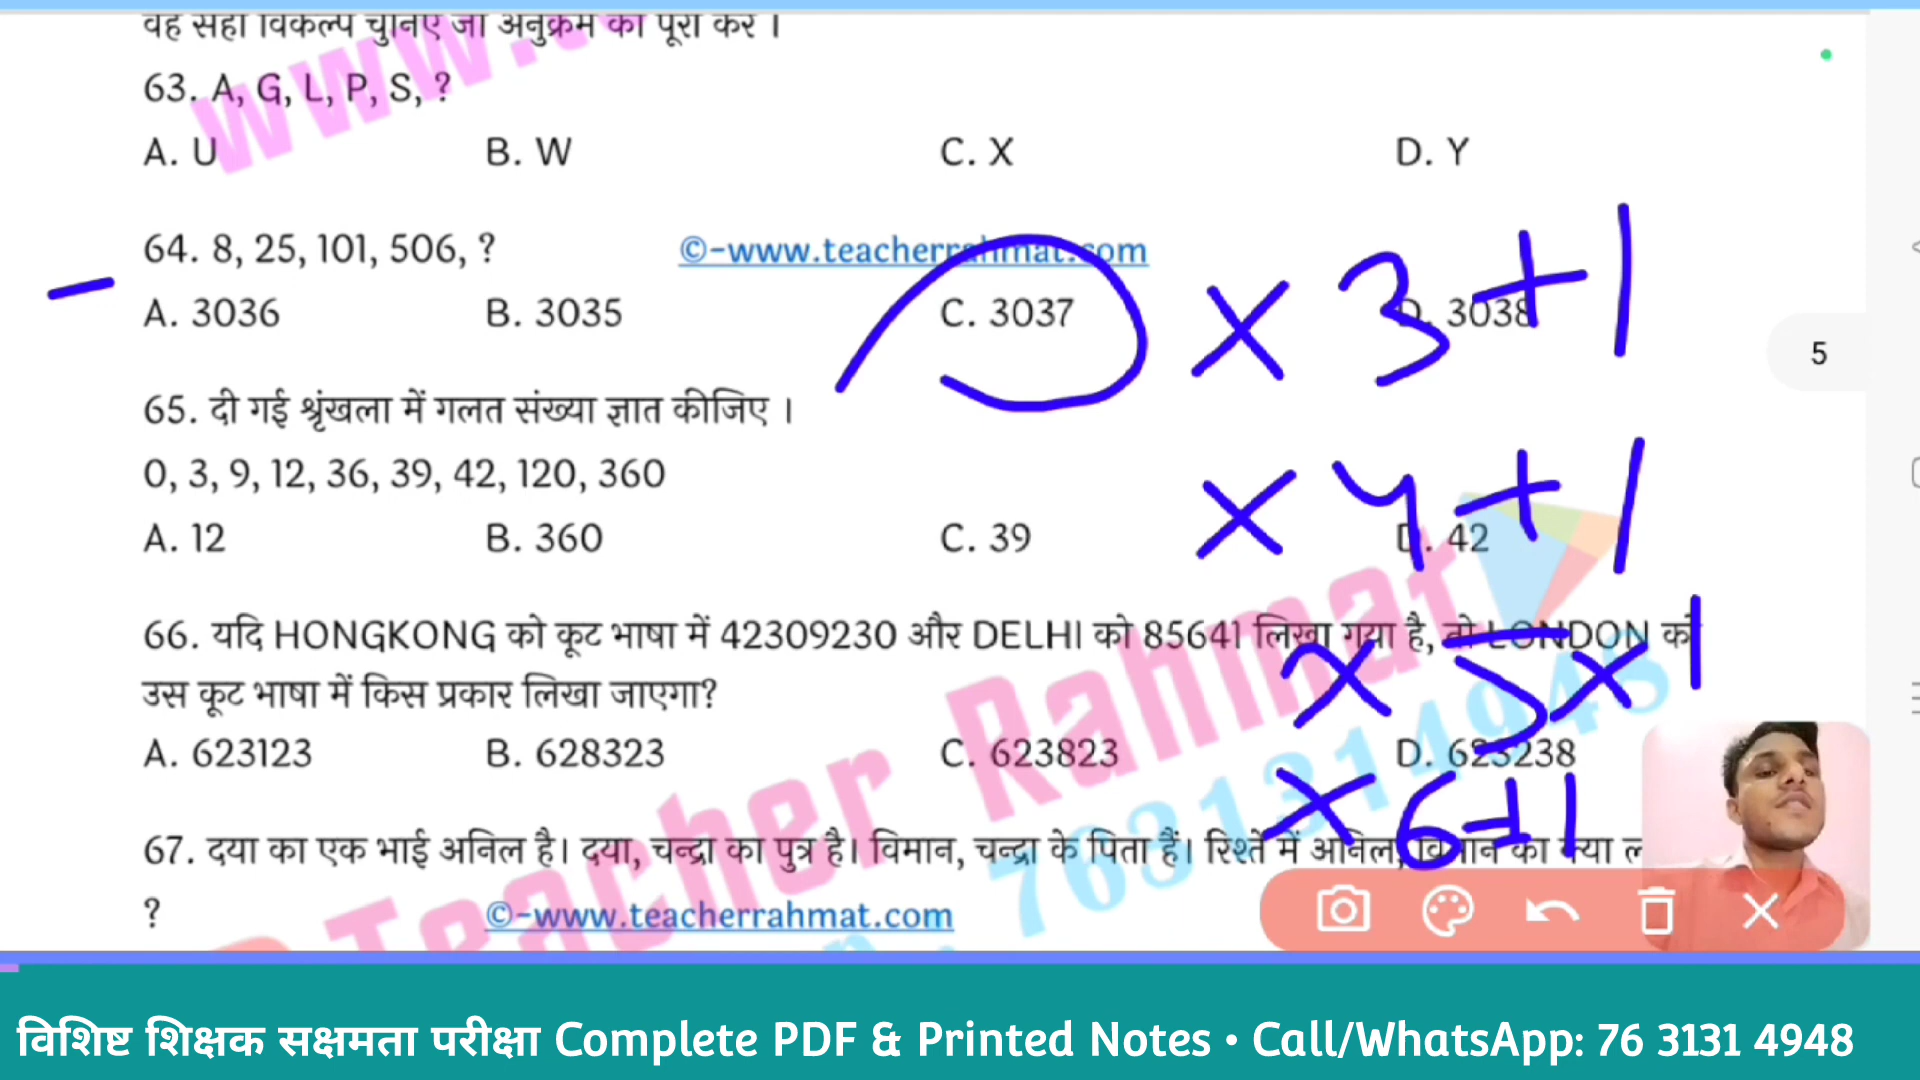 वह सही विकल्प चुनिए जो अनुक्रम को पूरा करे ।
63. A, G, L, P, S, ?
A. U B. W C. X D. Y
64. 8, 25, 101, 506, ? ©-www.teacherrahmat.com
A. 3036 B. 3035 C. 3037 D. 3038
×3+1
65. दी गई श्रृंखला में गलत संख्या ज्ञात कीजिए ।
0, 3, 9, 12, 36, 39, 42, 120, 360
A. 12 B. 360 C. 39 D. 42
×4+1
66. यदि HONGKONG को कूट भाषा में 42309230 और DELHI को 85641 लिखा गया है, तो LONDON को
उस कूट भाषा में किस प्रकार लिखा जाएगा?
×5×1
A. 623123 B. 628323 C. 623823 D. 623238
×6+1
67. दया का एक भाई अनिल है। दया, चन्द्रा का पुत्र है। विमान, चन्द्रा के पिता हैं। रिश्ते में अनिल, विमान का क्या
? ©-www.teacherrahmat.com
5
Teacher Rahmat
7631314948
विशिष्ट शिक्षक सक्षमता परीक्षा Complete PDF & Printed Notes • Call/WhatsApp: 76 3131 4948